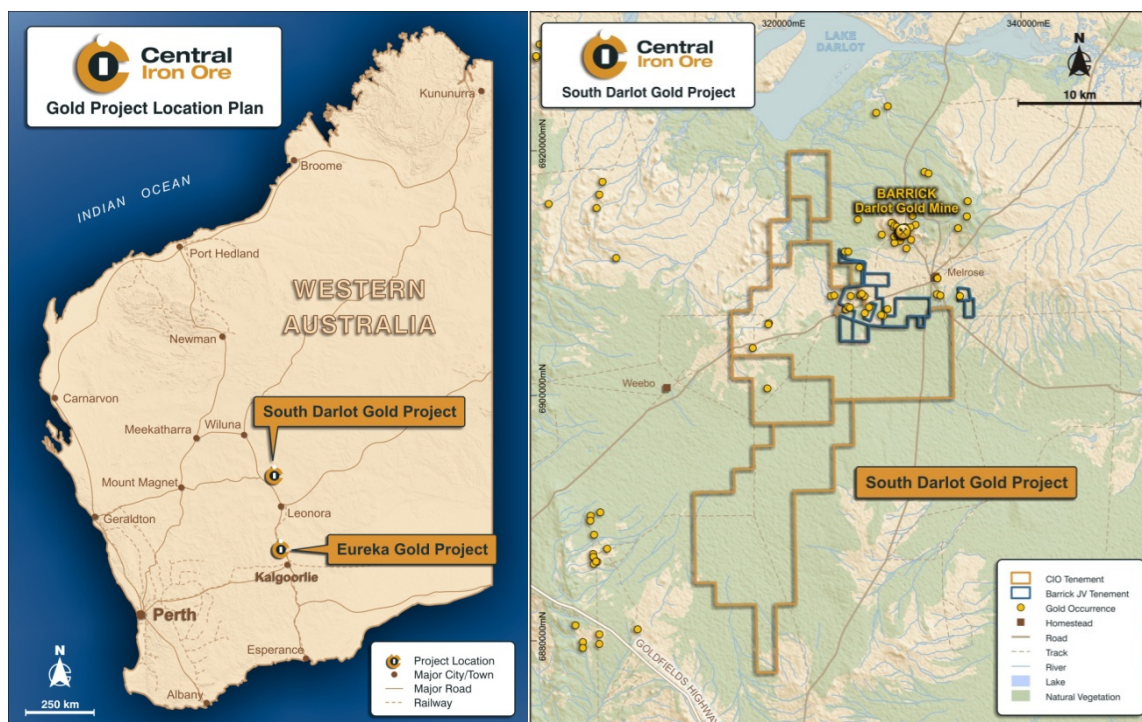 Central
Iron Ore
Gold Project Location Plan
Kununurra
Broome
INDIAN OCEAN
Port Hedland
WESTERN
AUSTRALIA
Newman
Carnarvon
South Darlot Gold Project
Meekatharra
Wiluna
Mount Magnet
Leonora
Geraldton
Eureka Gold Project
Kalgoorlie
Perth
Esperance
Albany
N
250 km
Project Location
Major City/Town
Major Road
Railway
Central
Iron Ore
South Darlot Gold Project
320000mE
340000mE
LAKE
DARLOT
N
10 km
6920000mN
BARRICK
Darlot Gold Mine
Melrose
Weebo
6900000mN
South Darlot Gold Project
6880000mN
GOLDFIELDS HIGHWAY
CIO Tenement
Barrick JV Tenement
Gold Occurrence
Homestead
Road
Track
River
Lake
Natural Vegetation